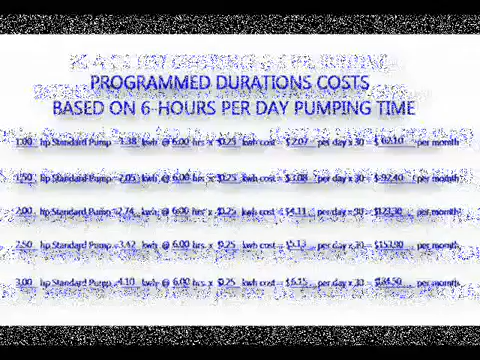 PROGRAMMED DURATIONS COSTS
BASED ON 6-HOURS PER DAY PUMPING TIME
1.00 hp Standard Pump 1.38 kwh @ 6.00 hrs x 0.25 kwh cost = $ 2.07 per day x 30 = $ 62.10 per month
1.50 hp Standard Pump 2.05 kwh @ 6.00 hrs x 0.25 kwh cost = $ 3.08 per day x 30 = $ 92.40 per month
2.00 hp Standard Pump 2.74 kwh @ 6.00 hrs x 0.25 kwh cost = $4.11 per day x 30 = $123.30 per month
2.50 hp Standard Pump 3.42 kwh @ 6.00 hrs x 0.25 kwh cost = $5.13 per day x 30 = $153.90 per month
3.00 hp Standard Pump 4.10 kwh @ 6.00 hrs x 0.25 kwh cost = $6.15 per day x 30 = $184.50 per month